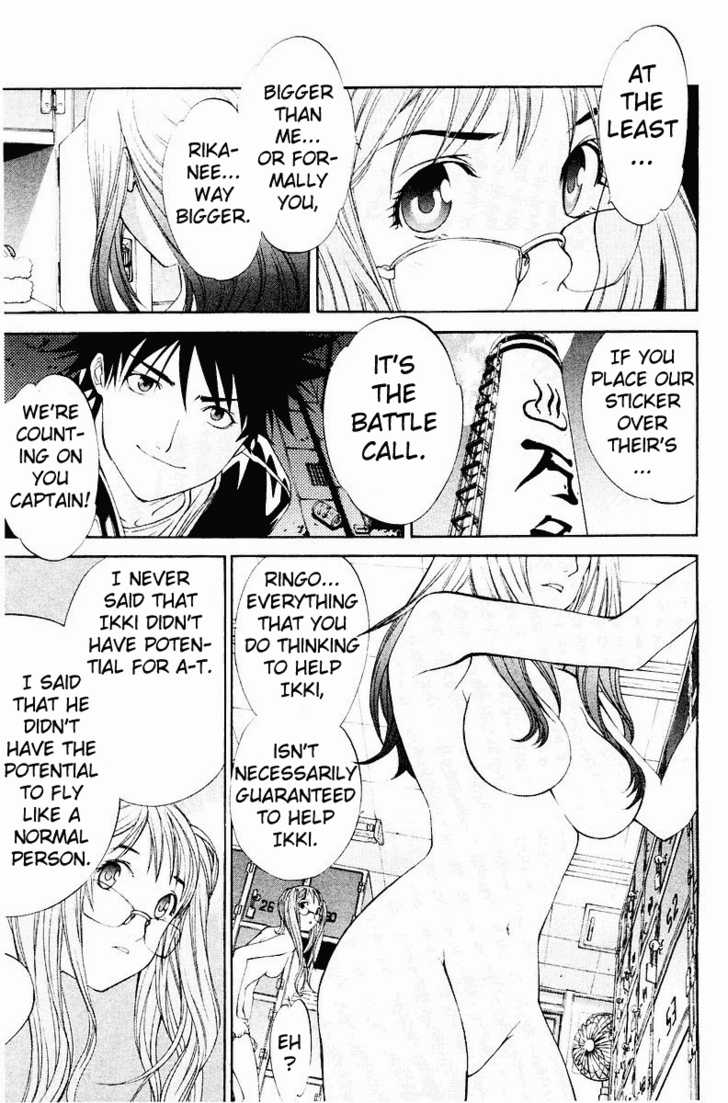 AT
THE
LEAST
...
BIGGER
THAN
ME...
OR FOR-
MALLY
YOU,
RIKA-
NEE...
WAY
BIGGER.
IF YOU
PLACE OUR
STICKER
OVER
THEIR'S
...
IT'S
THE
BATTLE
CALL.
WE'RE
COUNT-
ING ON
YOU
CAPTAIN!
RINGO...
EVERYTHING
THAT YOU
DO THINKING
TO HELP
IKKI,
ISN'T
NECESSARILY
GUARANTEED
TO HELP
IKKI.
26
30
52
53
EH
?
I NEVER
SAID THAT
IKKI DIDN'T
HAVE POTEN-
TIAL FOR A-T.
I SAID
THAT HE
DIDN'T
HAVE THE
POTENTIAL
TO FLY
LIKE A
NORMAL
PERSON.